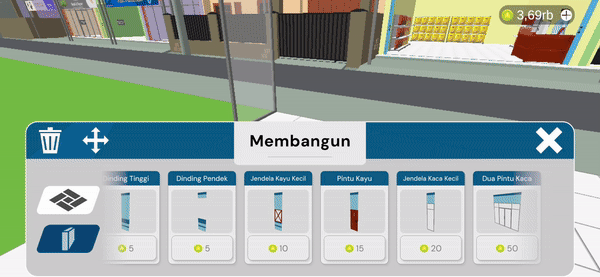 3,69rb
Membangun
Dinding Tinggi
Dinding Pendek
Jendela Kayu Kecil
Pintu Kayu
Jendela Kaca Kecil
Dua Pintu Kaca
5
5
10
15
20
50